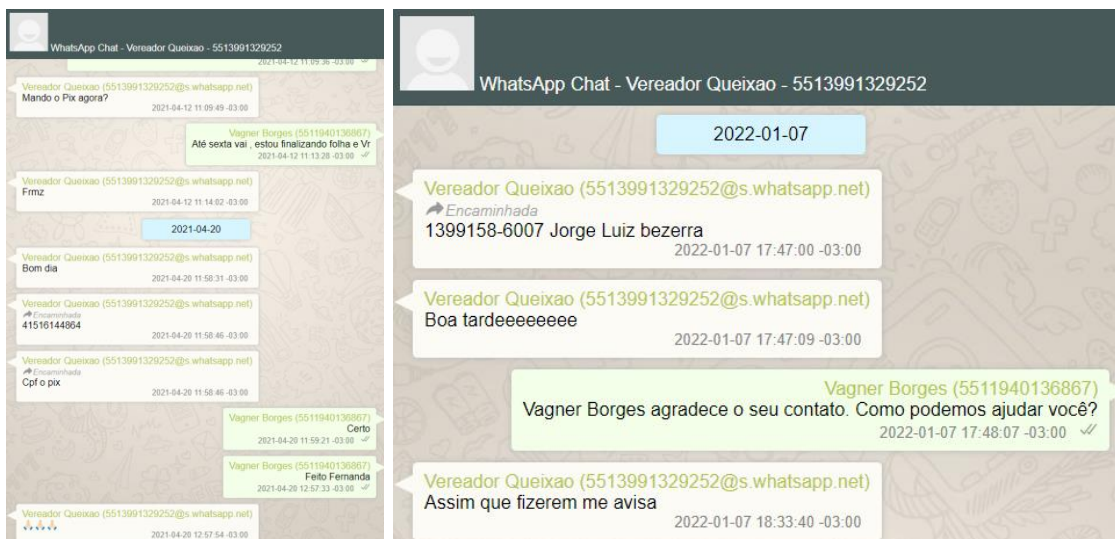 WhatsApp Chat - Vereador Queixao - 5513991329252
2021-04-12 11:09:36 -03:00
Vereador Queixao (5513991329252@s.whatsapp.net)
Mando o Pix agora?
2021-04-12 11:09:49 -03:00
Vagner Borges (5511940136867)
Até sexta vai , estou finalizando folha e Vr
2021-04-12 11:13:28 -03:00
Vereador Queixao (5513991329252@s.whatsapp.net)
Frmz
2021-04-12 11:14:02 -03:00
2021-04-20
Vereador Queixao (5513991329252@s.whatsapp.net)
Bom dia
2021-04-20 11:58:31 -03:00
Vereador Queixao (5513991329252@s.whatsapp.net)
Encaminhada
41516144864
2021-04-20 11:58:46 -03:00
Vereador Queixao (5513991329252@s.whatsapp.net)
Encaminhada
Cpf o pix
2021-04-20 11:58:46 -03:00
Vagner Borges (5511940136867)
Certo
2021-04-20 11:59:21 -03:00
Vagner Borges (5511940136867)
Feito Fernanda
2021-04-20 12:57:33 -03:00
Vereador Queixao (5513991329252@s.whatsapp.net)
🙏🏻🙏🏻🙏🏻
2021-04-20 12:57:54 -03:00
WhatsApp Chat - Vereador Queixao - 5513991329252
2022-01-07
Vereador Queixao (5513991329252@s.whatsapp.net)
Encaminhada
1399158-6007 Jorge Luiz bezerra
2022-01-07 17:47:00 -03:00
Vereador Queixao (5513991329252@s.whatsapp.net)
Boa tardeeeeeeee
2022-01-07 17:47:09 -03:00
Vagner Borges (5511940136867)
Vagner Borges agradece o seu contato. Como podemos ajudar você?
2022-01-07 17:48:07 -03:00
Vereador Queixao (5513991329252@s.whatsapp.net)
Assim que fizerem me avisa
2022-01-07 18:33:40 -03:00